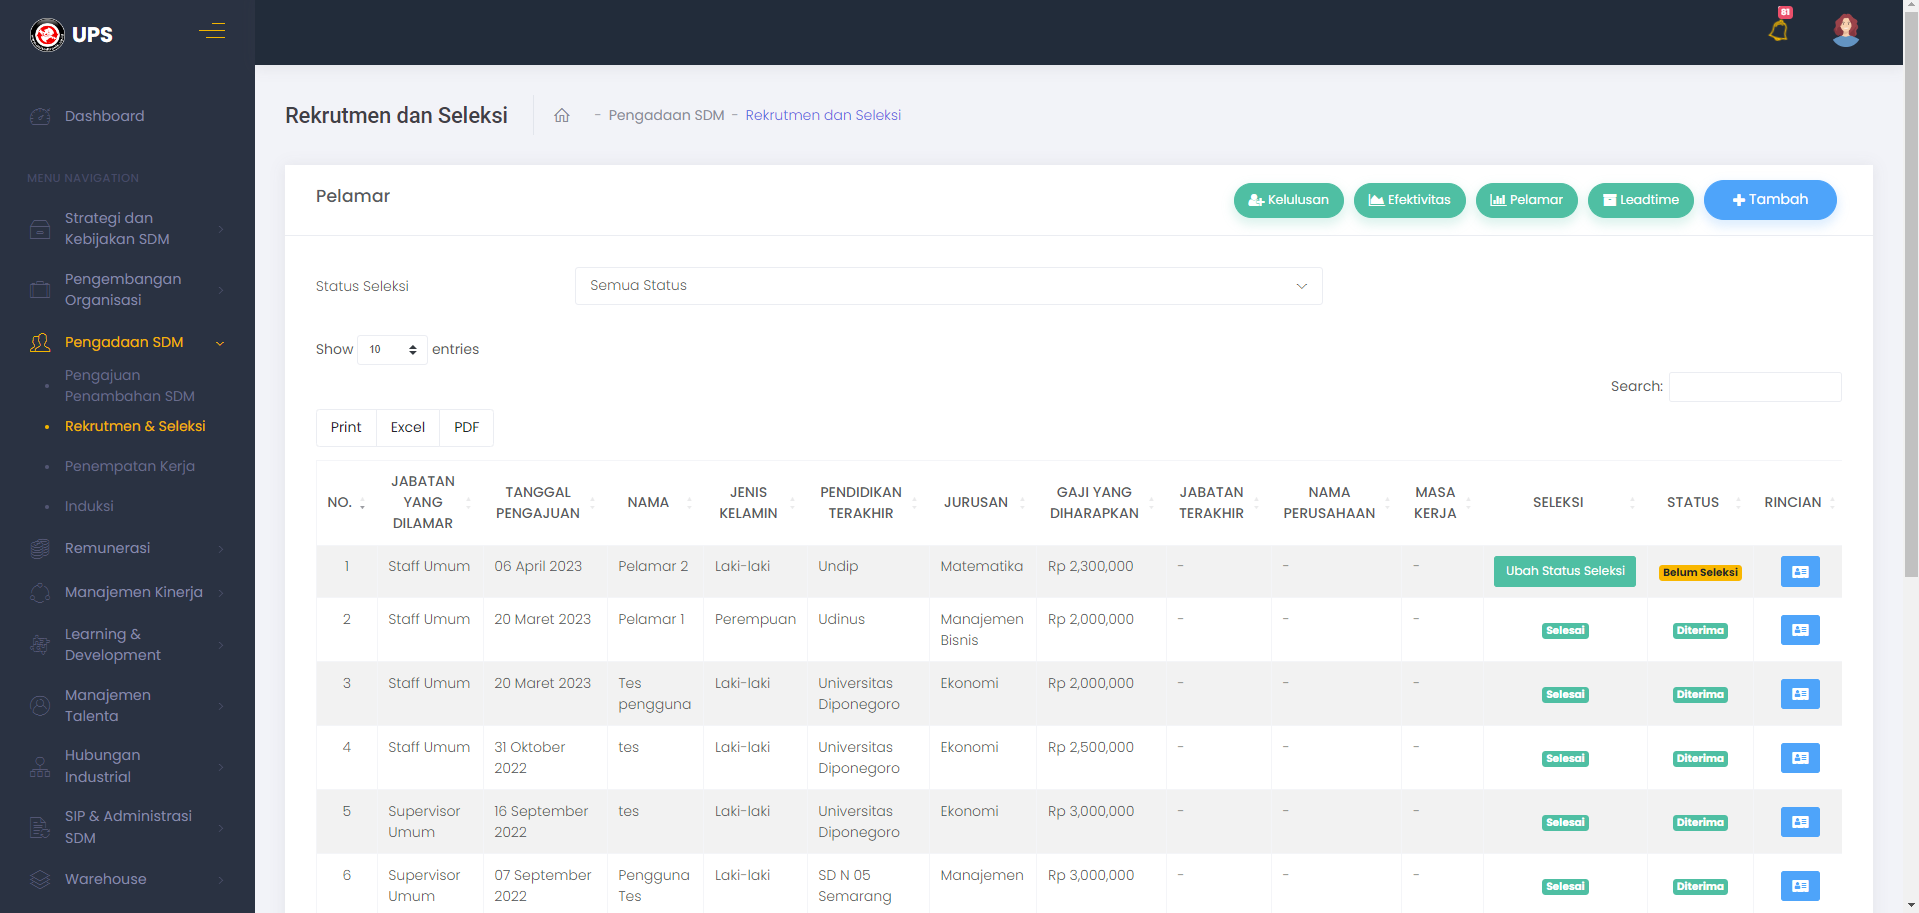 UPS
81
Dashboard
MENU NAVIGATION
Strategi dan
Kebijakan SDM
Pengembangan
Organisasi
Pengadaan SDM
Pengajuan
Penambahan SDM
Rekrutmen & Seleksi
Penempatan Kerja
Induksi
Remunerasi
Manajemen Kinerja
Learning &
Development
Manajemen
Talenta
Hubungan
Industrial
SIP & Administrasi
SDM
Warehouse
Rekrutmen dan Seleksi
- Pengadaan SDM - Rekrutmen dan Seleksi
Pelamar
Kelulusan Efektivitas Pelamar Leadtime Tambah
Status Seleksi Semua Status
Show 10 entries
Search:
Print Excel PDF
NO. JABATAN YANG DILAMAR TANGGAL PENGAJUAN NAMA JENIS KELAMIN PENDIDIKAN TERAKHIR JURUSAN GAJI YANG DIHARAPKAN JABATAN TERAKHIR NAMA PERUSAHAAN MASA KERJA SELEKSI STATUS RINCIAN
1 Staff Umum 06 April 2023 Pelamar 2 Laki-laki Undip Matematika Rp 2,300,000 - - - Ubah Status Seleksi Belum Seleksi
2 Staff Umum 20 Maret 2023 Pelamar 1 Perempuan Udinus Manajemen Bisnis Rp 2,000,000 - - - Selesai Diterima
3 Staff Umum 20 Maret 2023 Tes pengguna Laki-laki Universitas Diponegoro Ekonomi Rp 2,000,000 - - - Selesai Diterima
4 Staff Umum 31 Oktober 2022 tes Laki-laki Universitas Diponegoro Ekonomi Rp 2,500,000 - - - Selesai Diterima
5 Supervisor Umum 16 September 2022 tes Laki-laki Universitas Diponegoro Ekonomi Rp 3,000,000 - - - Selesai Diterima
6 Supervisor Umum 07 September 2022 Pengguna Tes Laki-laki SD N 05 Semarang Manajemen Rp 3,000,000 - - - Selesai Diterima